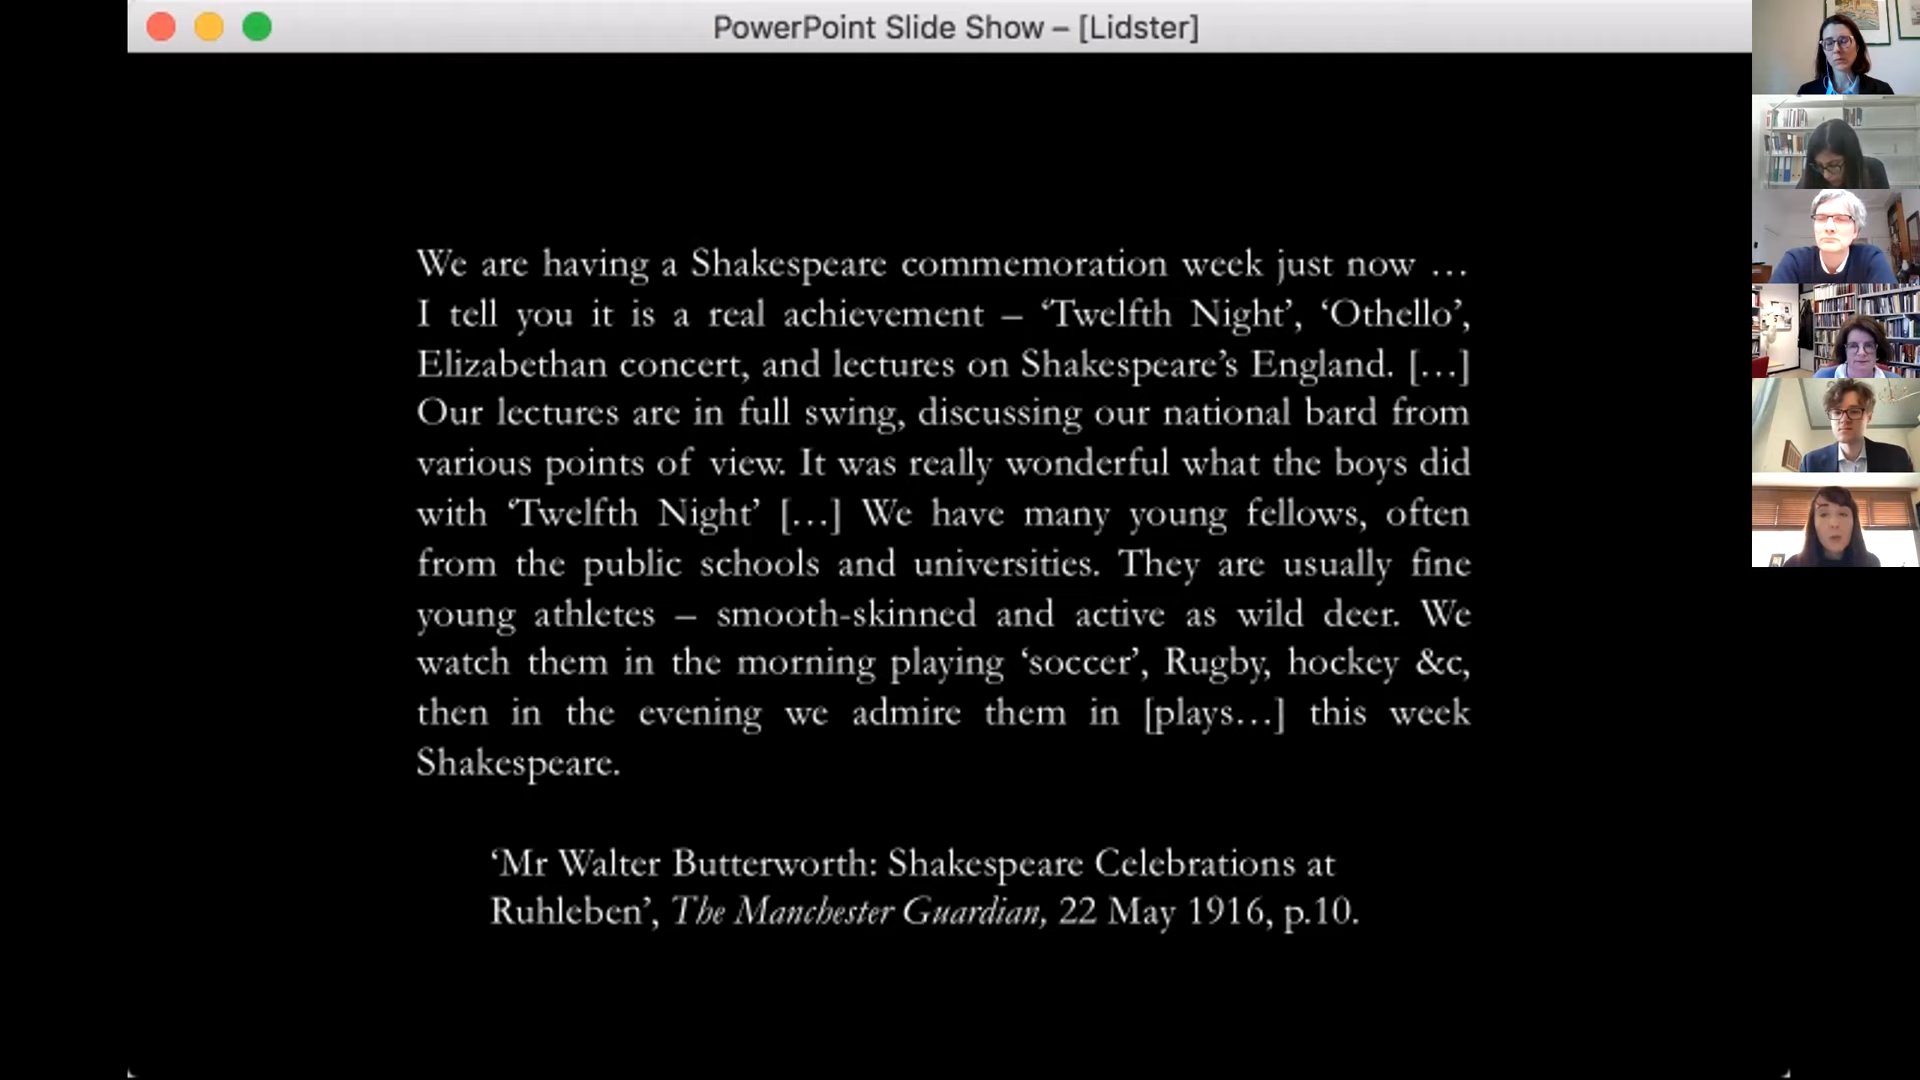 PowerPoint Slide Show – [Lidster]
We are having a Shakespeare commemoration week just now …
I tell you it is a real achievement – ‘Twelfth Night’, ‘Othello’,
Elizabethan concert, and lectures on Shakespeare’s England. […]
Our lectures are in full swing, discussing our national bard from
various points of view. It was really wonderful what the boys did
with ‘Twelfth Night’ […] We have many young fellows, often
from the public schools and universities. They are usually fine
young athletes – smooth-skinned and active as wild deer. We
watch them in the morning playing ‘soccer’, Rugby, hockey &c,
then in the evening we admire them in [plays…] this week
Shakespeare.
‘Mr Walter Butterworth: Shakespeare Celebrations at
Ruhleben’, The Manchester Guardian, 22 May 1916, p.10.